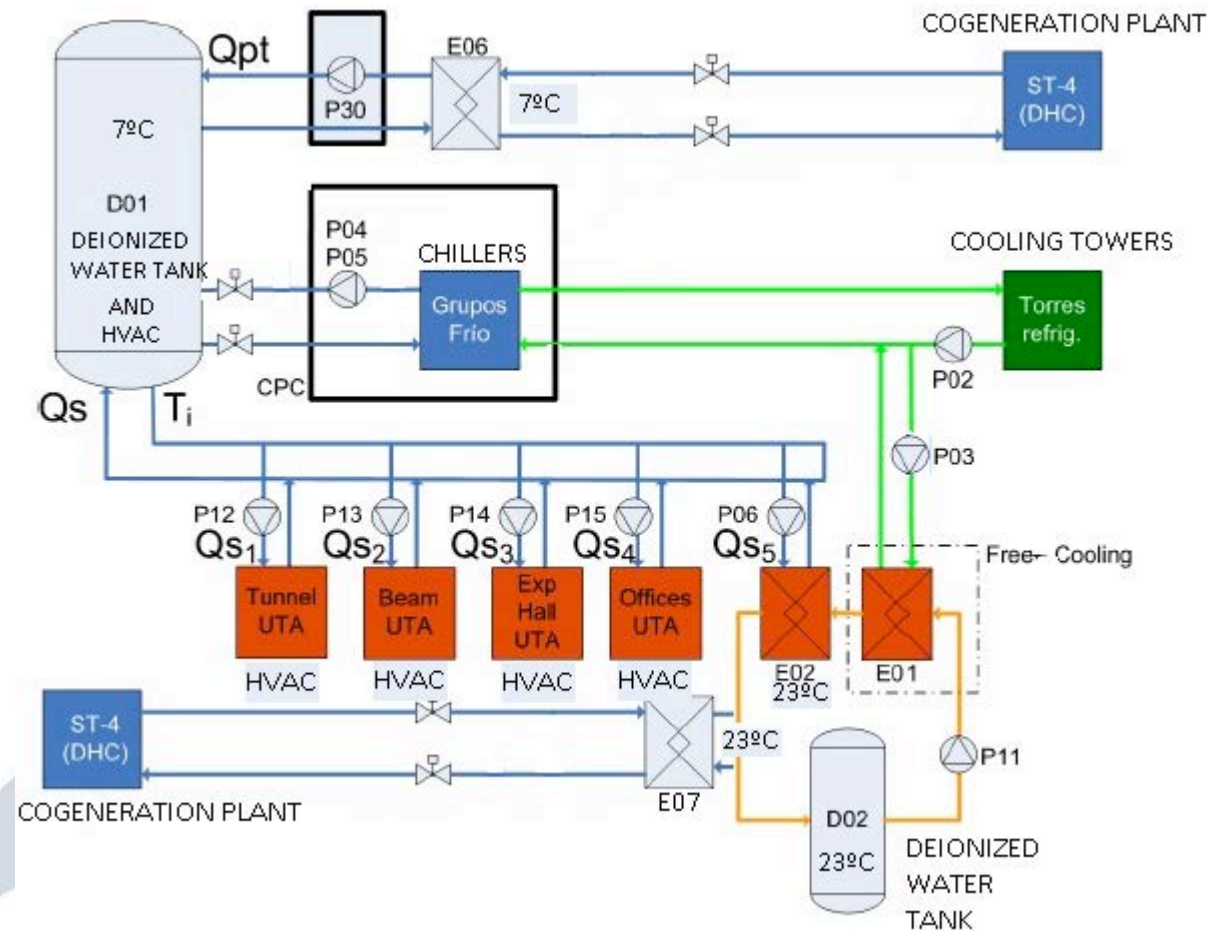 COGENERATION PLANT
Qpt
E06
P30
7ºC
ST-4
(DHC)
7ºC
D01
DEIONIZED
WATER TANK
AND
HVAC
P04
P05
CHILLERS
Grupos
Frío
CPC
COOLING TOWERS
Torres
refrig.
P02
P03
Qs
Ti
P12
P13
P14
P15
P06
Qs1
Qs2
Qs3
Qs4
Qs5
Free- Cooling
Tunnel
UTA
Beam
UTA
Exp
Hall
UTA
Offices
UTA
HVAC
HVAC
HVAC
HVAC
E02
23ºC
E01
ST-4
(DHC)
COGENERATION PLANT
23ºC
E07
P11
D02
23ºC
DEIONIZED
WATER
TANK